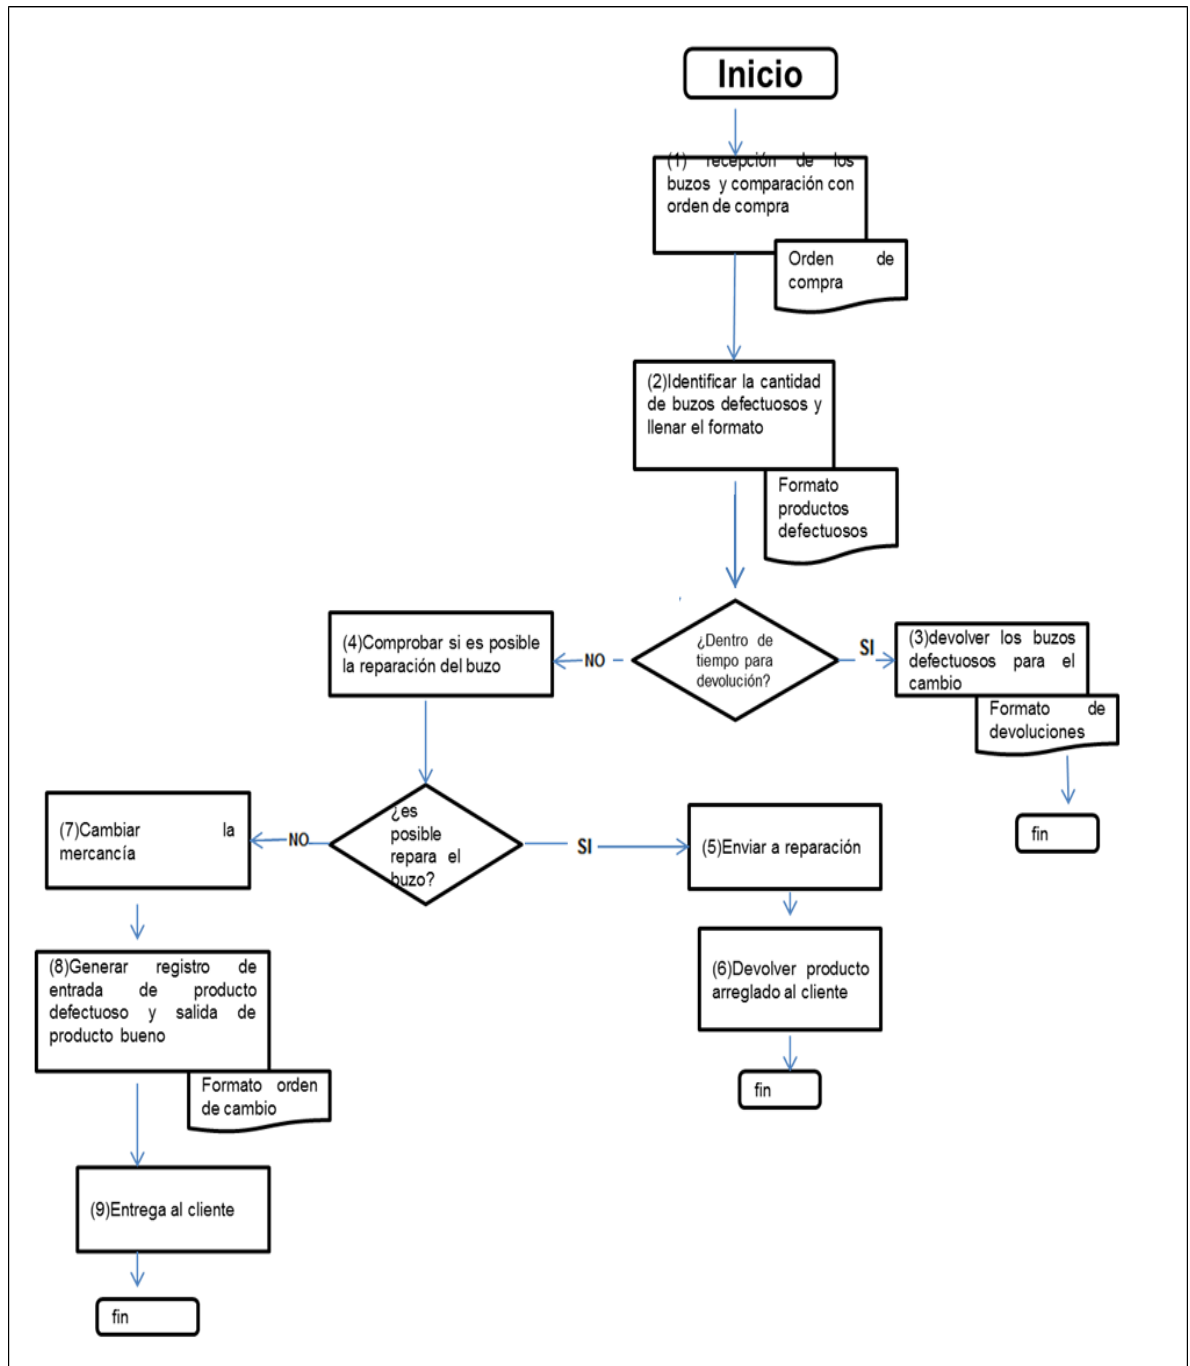 Inicio
(1) recepción de los
buzos y comparación con
orden de compra
Orden de
compra
(2)Identificar la cantidad
de buzos defectuosos y
llenar el formato
Formato
productos
defectuosos
¿Dentro de
tiempo para
devolución?
NO
SI
(4)Comprobar si es posible
la reparación del buzo
(3)devolver los buzos
defectuosos para el
cambio
Formato de
devoluciones
fin
¿es
posible
repara el
buzo?
NO
SI
(7)Cambiar la
mercancía
(5)Enviar a reparación
(6)Devolver producto
arreglado al cliente
fin
(8)Generar registro de
entrada de producto
defectuoso y salida de
producto bueno
Formato orden
de cambio
(9)Entrega al cliente
fin